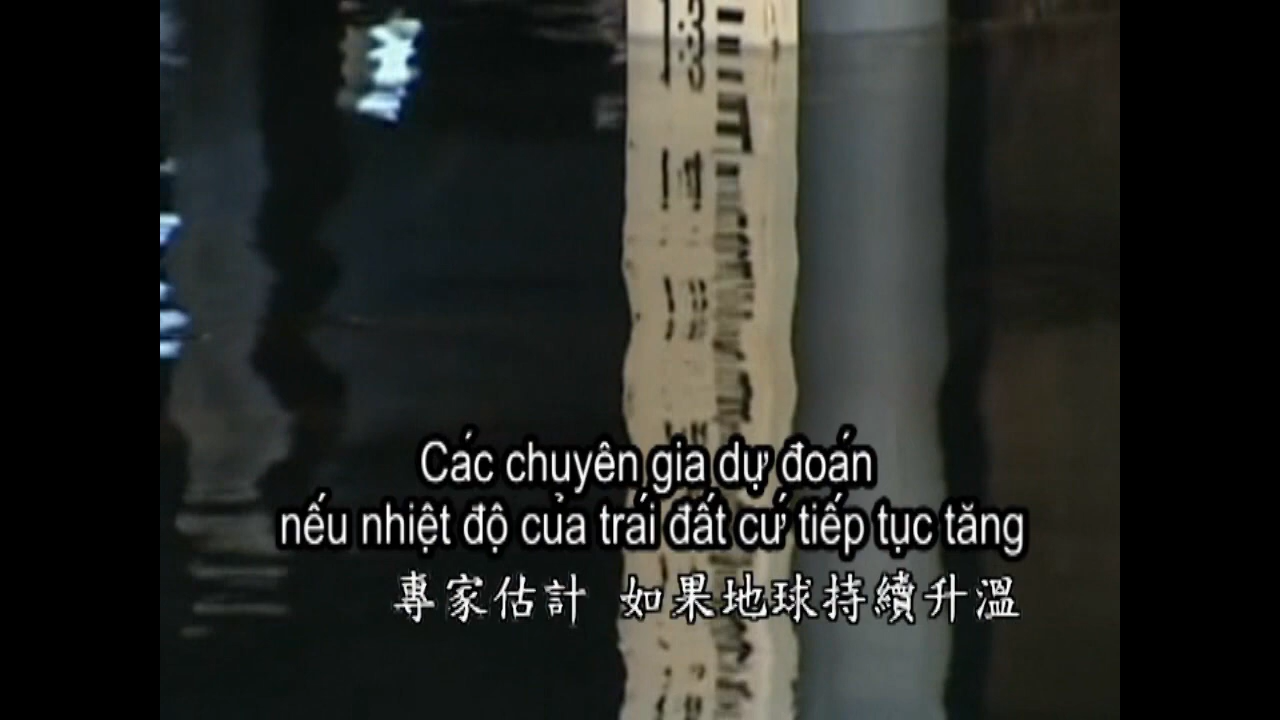 Các chuyên gia dự đoán
nếu nhiệt độ của trái đất cứ tiếp tục tăng
專家估計 如果地球持續升溫